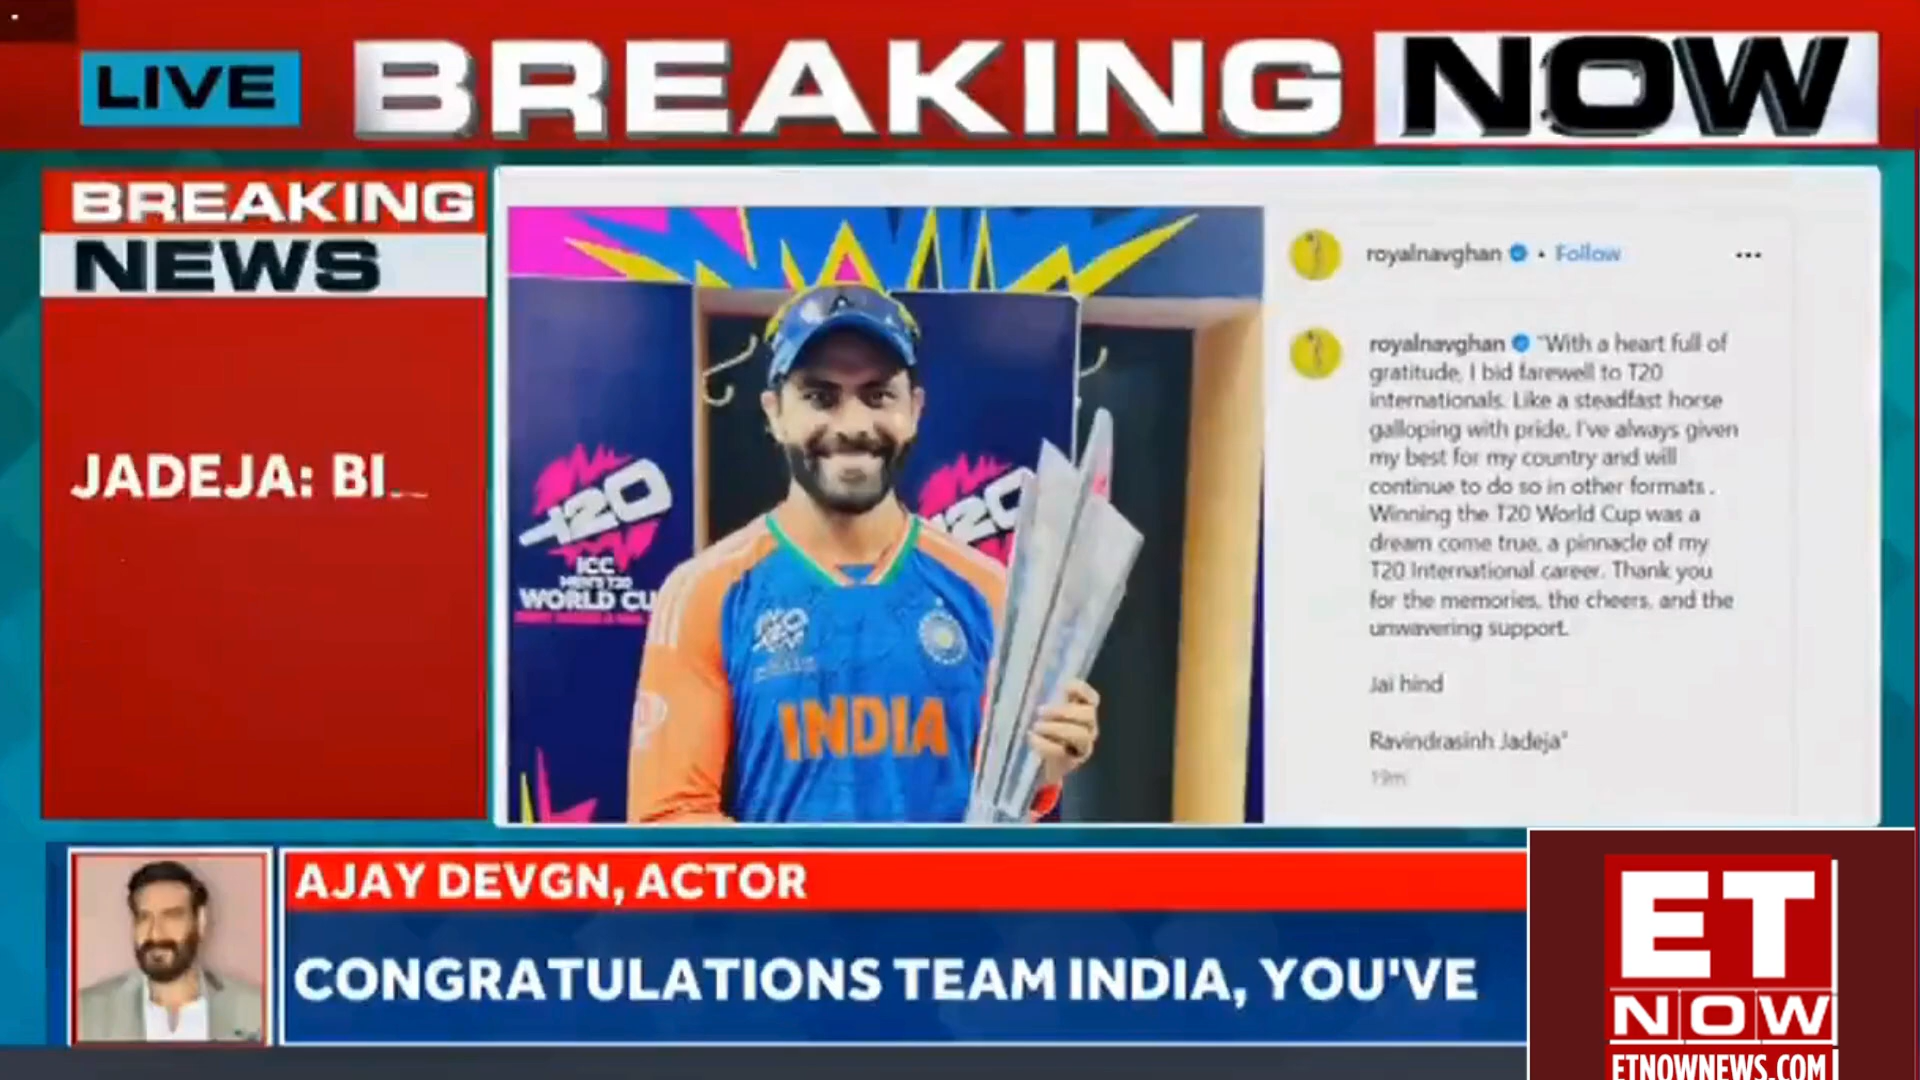 LIVE
BREAKING NOW
BREAKING
NEWS
JADEJA: BI
T20
ICC
MEN'S T20
WORLD CU
T20
INDIA
royalnavghan • Follow ...
royalnavghan "With a heart full of
gratitude, I bid farewell to T20
internationals. Like a steadfast horse
galloping with pride, I've always given
my best for my country and will
continue to do so in other formats .
Winning the T20 World Cup was a
dream come true, a pinnacle of my
T20 International career. Thank you
for the memories, the cheers, and the
unwavering support.
Jai hind
Ravindrasinh Jadeja"
19m
AJAY DEVGN, ACTOR
CONGRATULATIONS TEAM INDIA, YOU'VE
ET
NOW
ETNOWNEWS.COM